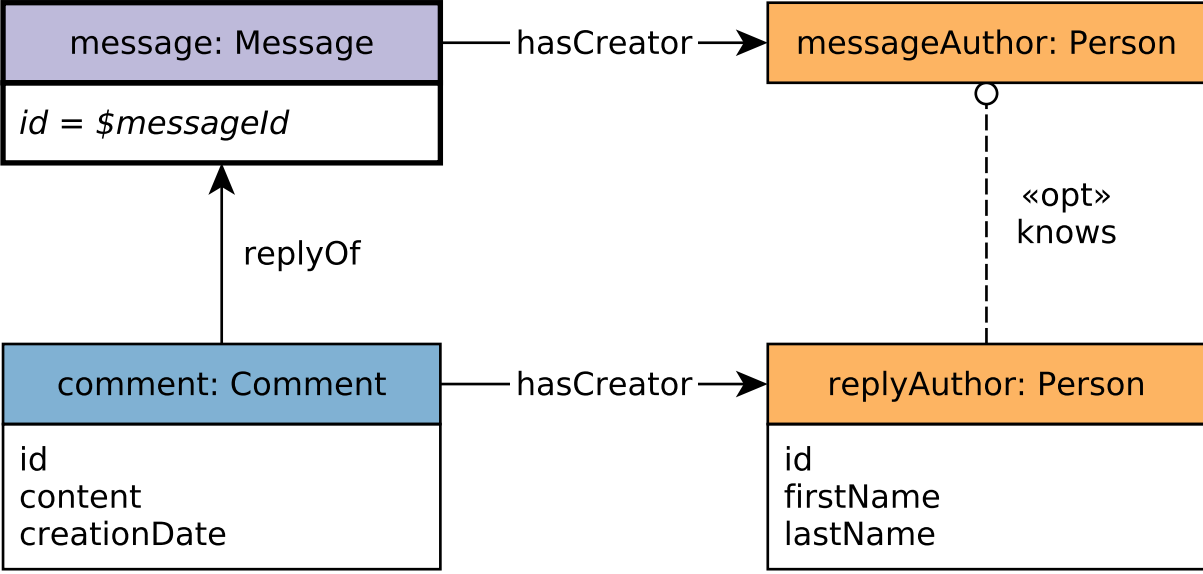 message: Message
hasCreator
messageAuthor: Person
id = $messageId
«opt»
knows
replyOf
comment: Comment
hasCreator
replyAuthor: Person
id
content
creationDate
id
firstName
lastName